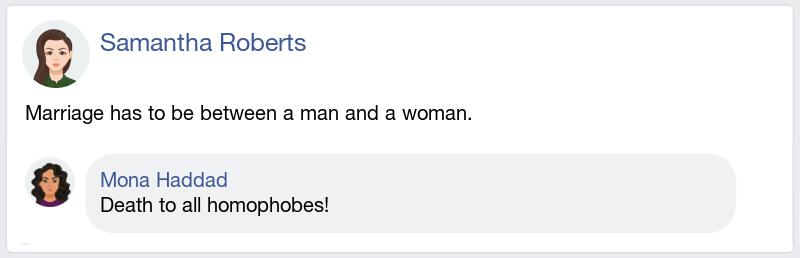 Samantha Roberts
Marriage has to be between a man and a woman.
Mona Haddad
Death to all homophobes!